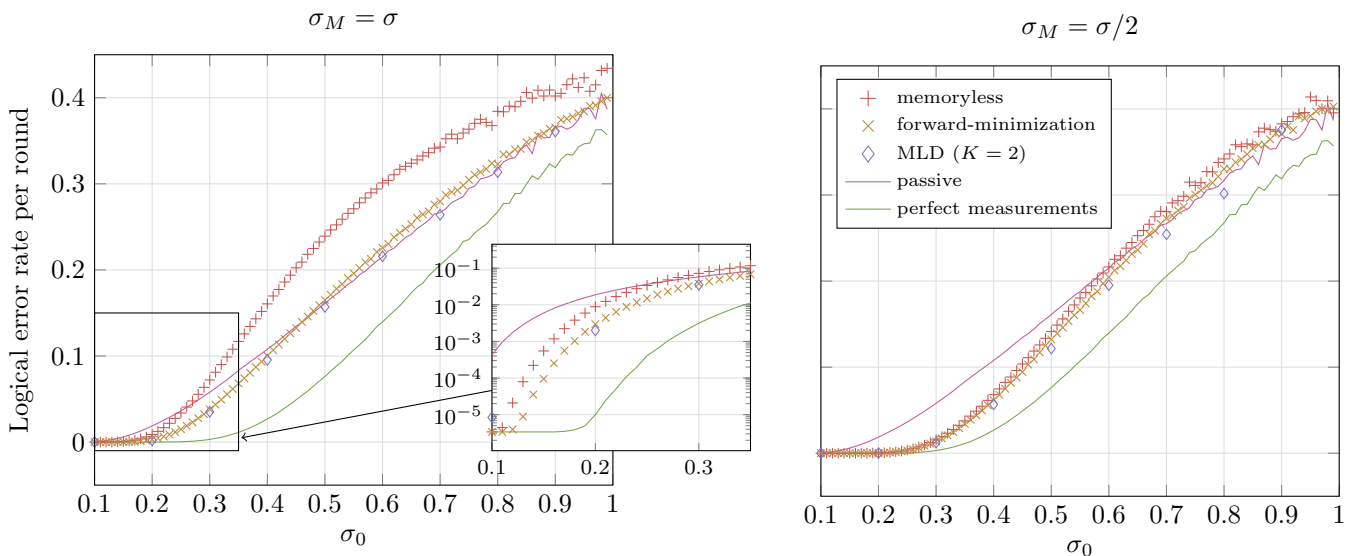 σ_M = σ
0.4
0.3
0.2
0.1
0
0.1 0.2 0.3 0.4 0.5 0.6 0.7 0.8 0.9 1
σ_0
Logical error rate per round
10^{-1}
10^{-2}
10^{-3}
10^{-4}
10^{-5}
0.1 0.2 0.3
σ_M = σ/2
memoryless
forward-minimization
MLD (K = 2)
passive
perfect measurements
0.1 0.2 0.3 0.4 0.5 0.6 0.7 0.8 0.9 1
σ_0